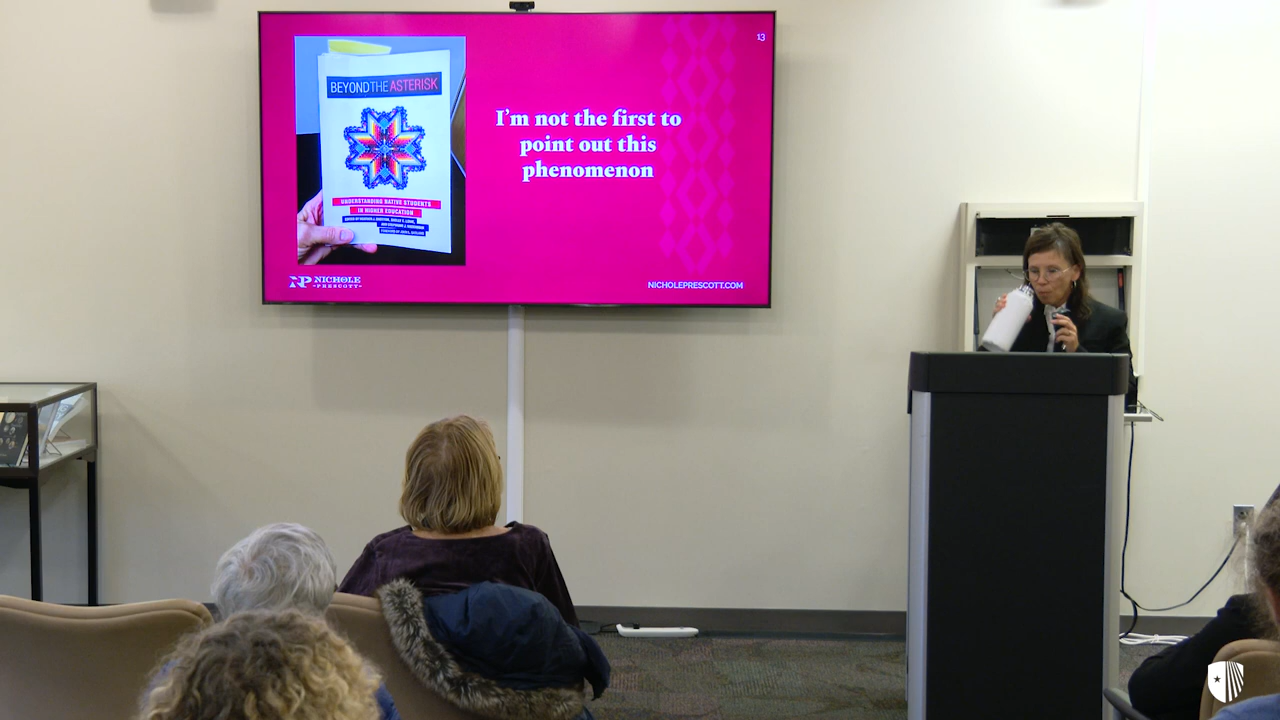 13
BEYOND THE ASTERISK
UNDERSTANDING NATIVE STUDENTS
IN HIGHER EDUCATION
I'm not the first to
point out this
phenomenon
NP NICHOLE
PRESCOTT
NICHOLEPRESCOTT.COM